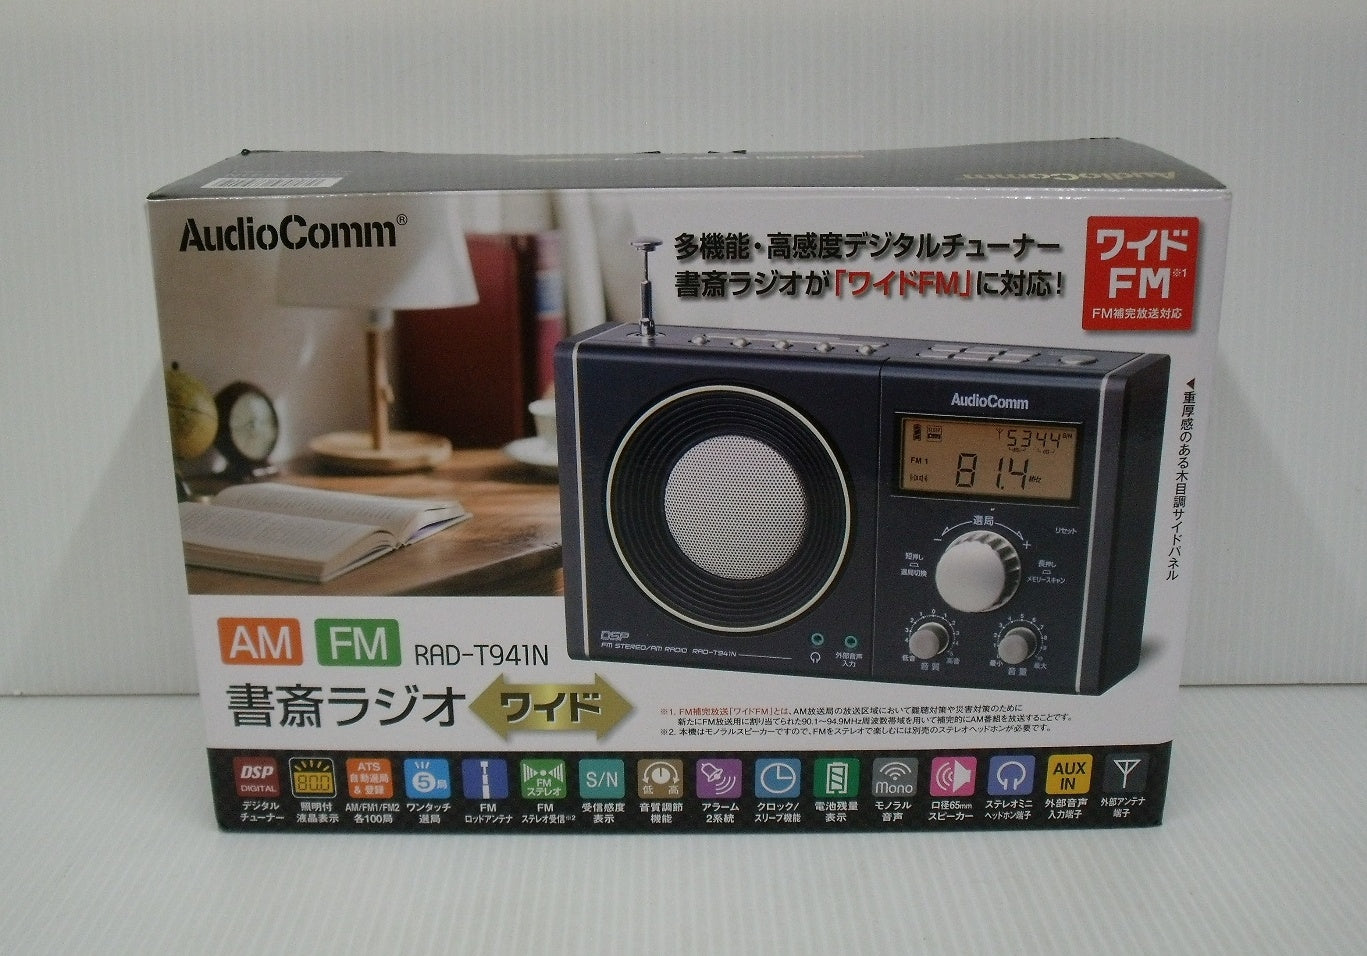 AudioComm®
多機能・高感度デジタルチューナー
書斎ラジオが「ワイドFM」に対応!
ワイド
FM※1
FM補完放送対応
◀重厚感のある木目調サイドパネル
AudioComm
5344 S/N
FM 1
81.4 MHz
選局
− +
リセット
短押し
選局切換
長押し
メモリースキャン
低音 音質 高音
最小 音量 最大
DSP
FM STEREO/AM RADIO RAD-T941N
外部音声
入力
AM FM RAD-T941N
書斎ラジオ ワイド
※1. FM補完放送「ワイドFM」とは、AM放送局の放送区域において難聴対策や災害対策のために
新たにFM放送用に割り当てられた90.1〜94.9MHz周波数帯域を用いて補完的にAM番組を放送することです。
※2. 本機はモノラルスピーカーですので、FMをステレオで楽しむには別売のステレオヘッドホンが必要です。
DSP
DIGITAL
デジタル
チューナー
80.0
照明付
液晶表示
ATS
自動選局
& 登録
AM/FM1/FM2
各100局
5局
ワンタッチ
選局
FM
ロッドアンテナ
FM
ステレオ
FM
ステレオ受信※2
S/N
受信感度
表示
低 高
音質調節
機能
アラーム
2系統
クロック/
スリープ機能
電池残量
表示
Mono
モノラル
音声
口径65mm
スピーカー
ステレオミニ
ヘッドホン端子
AUX
IN
外部音声
入力端子
外部アンテナ
端子